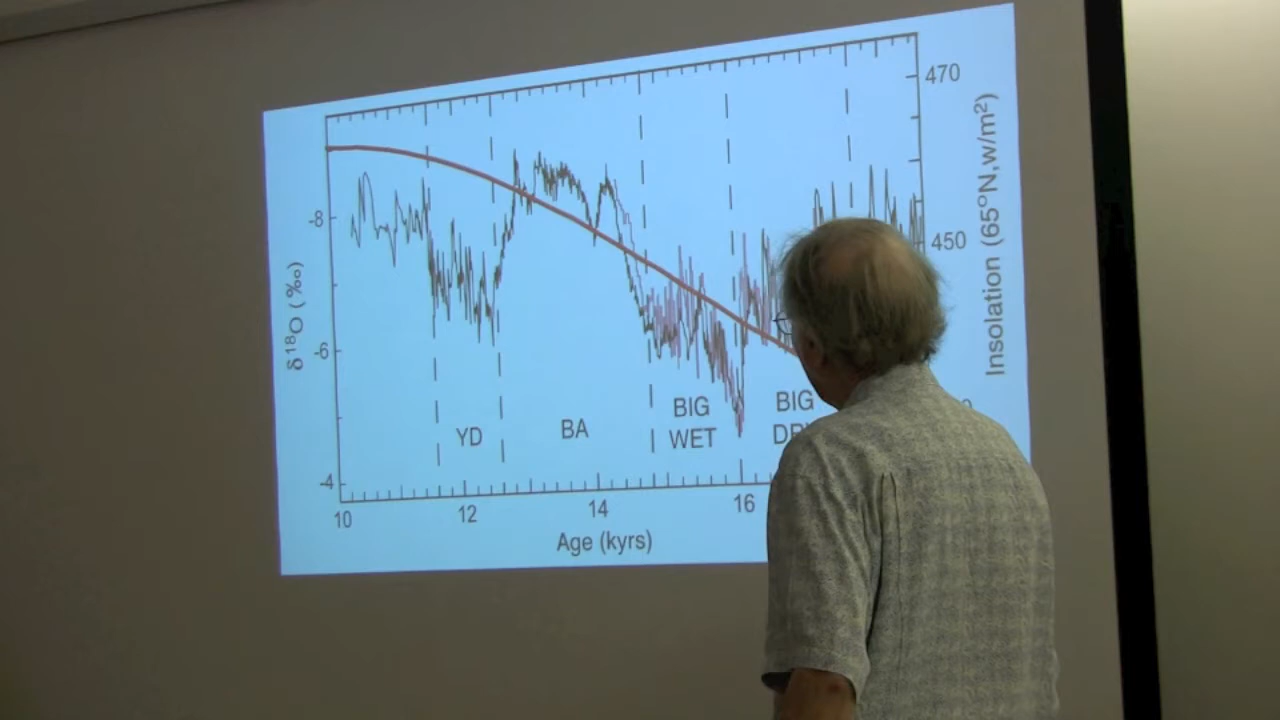 470
450
Insolation (65°N,w/m²)
δ¹⁸O (‰)
-8
-6
-4
YD
BA
BIG
WET
BIG
10
12
14
16
Age (kyrs)